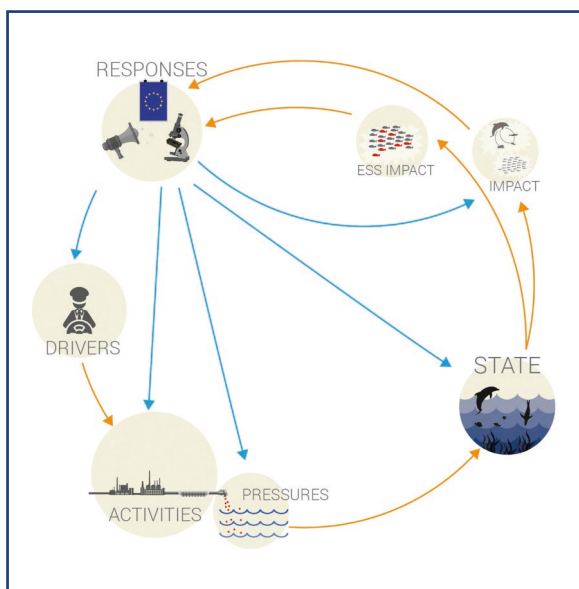 RESPONSES
ESS IMPACT
IMPACT
DRIVERS
STATE
PRESSURES
ACTIVITIES